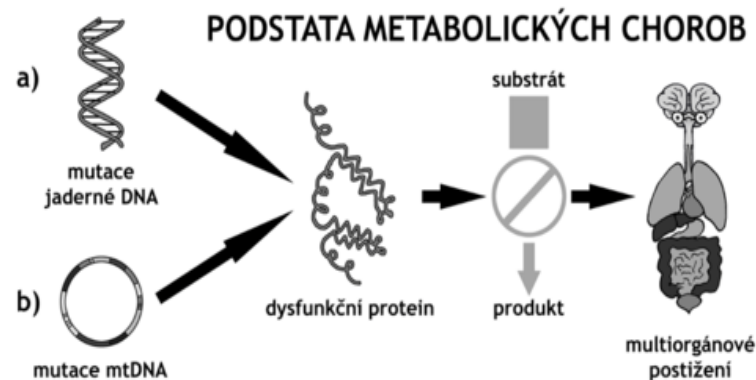 PODSTATA METABOLICKÝCH CHOROB
a)
mutace
jaderné DNA
b)
mutace mtDNA
dysfunkční protein
substrát
produkt
multiorgánové
postižení